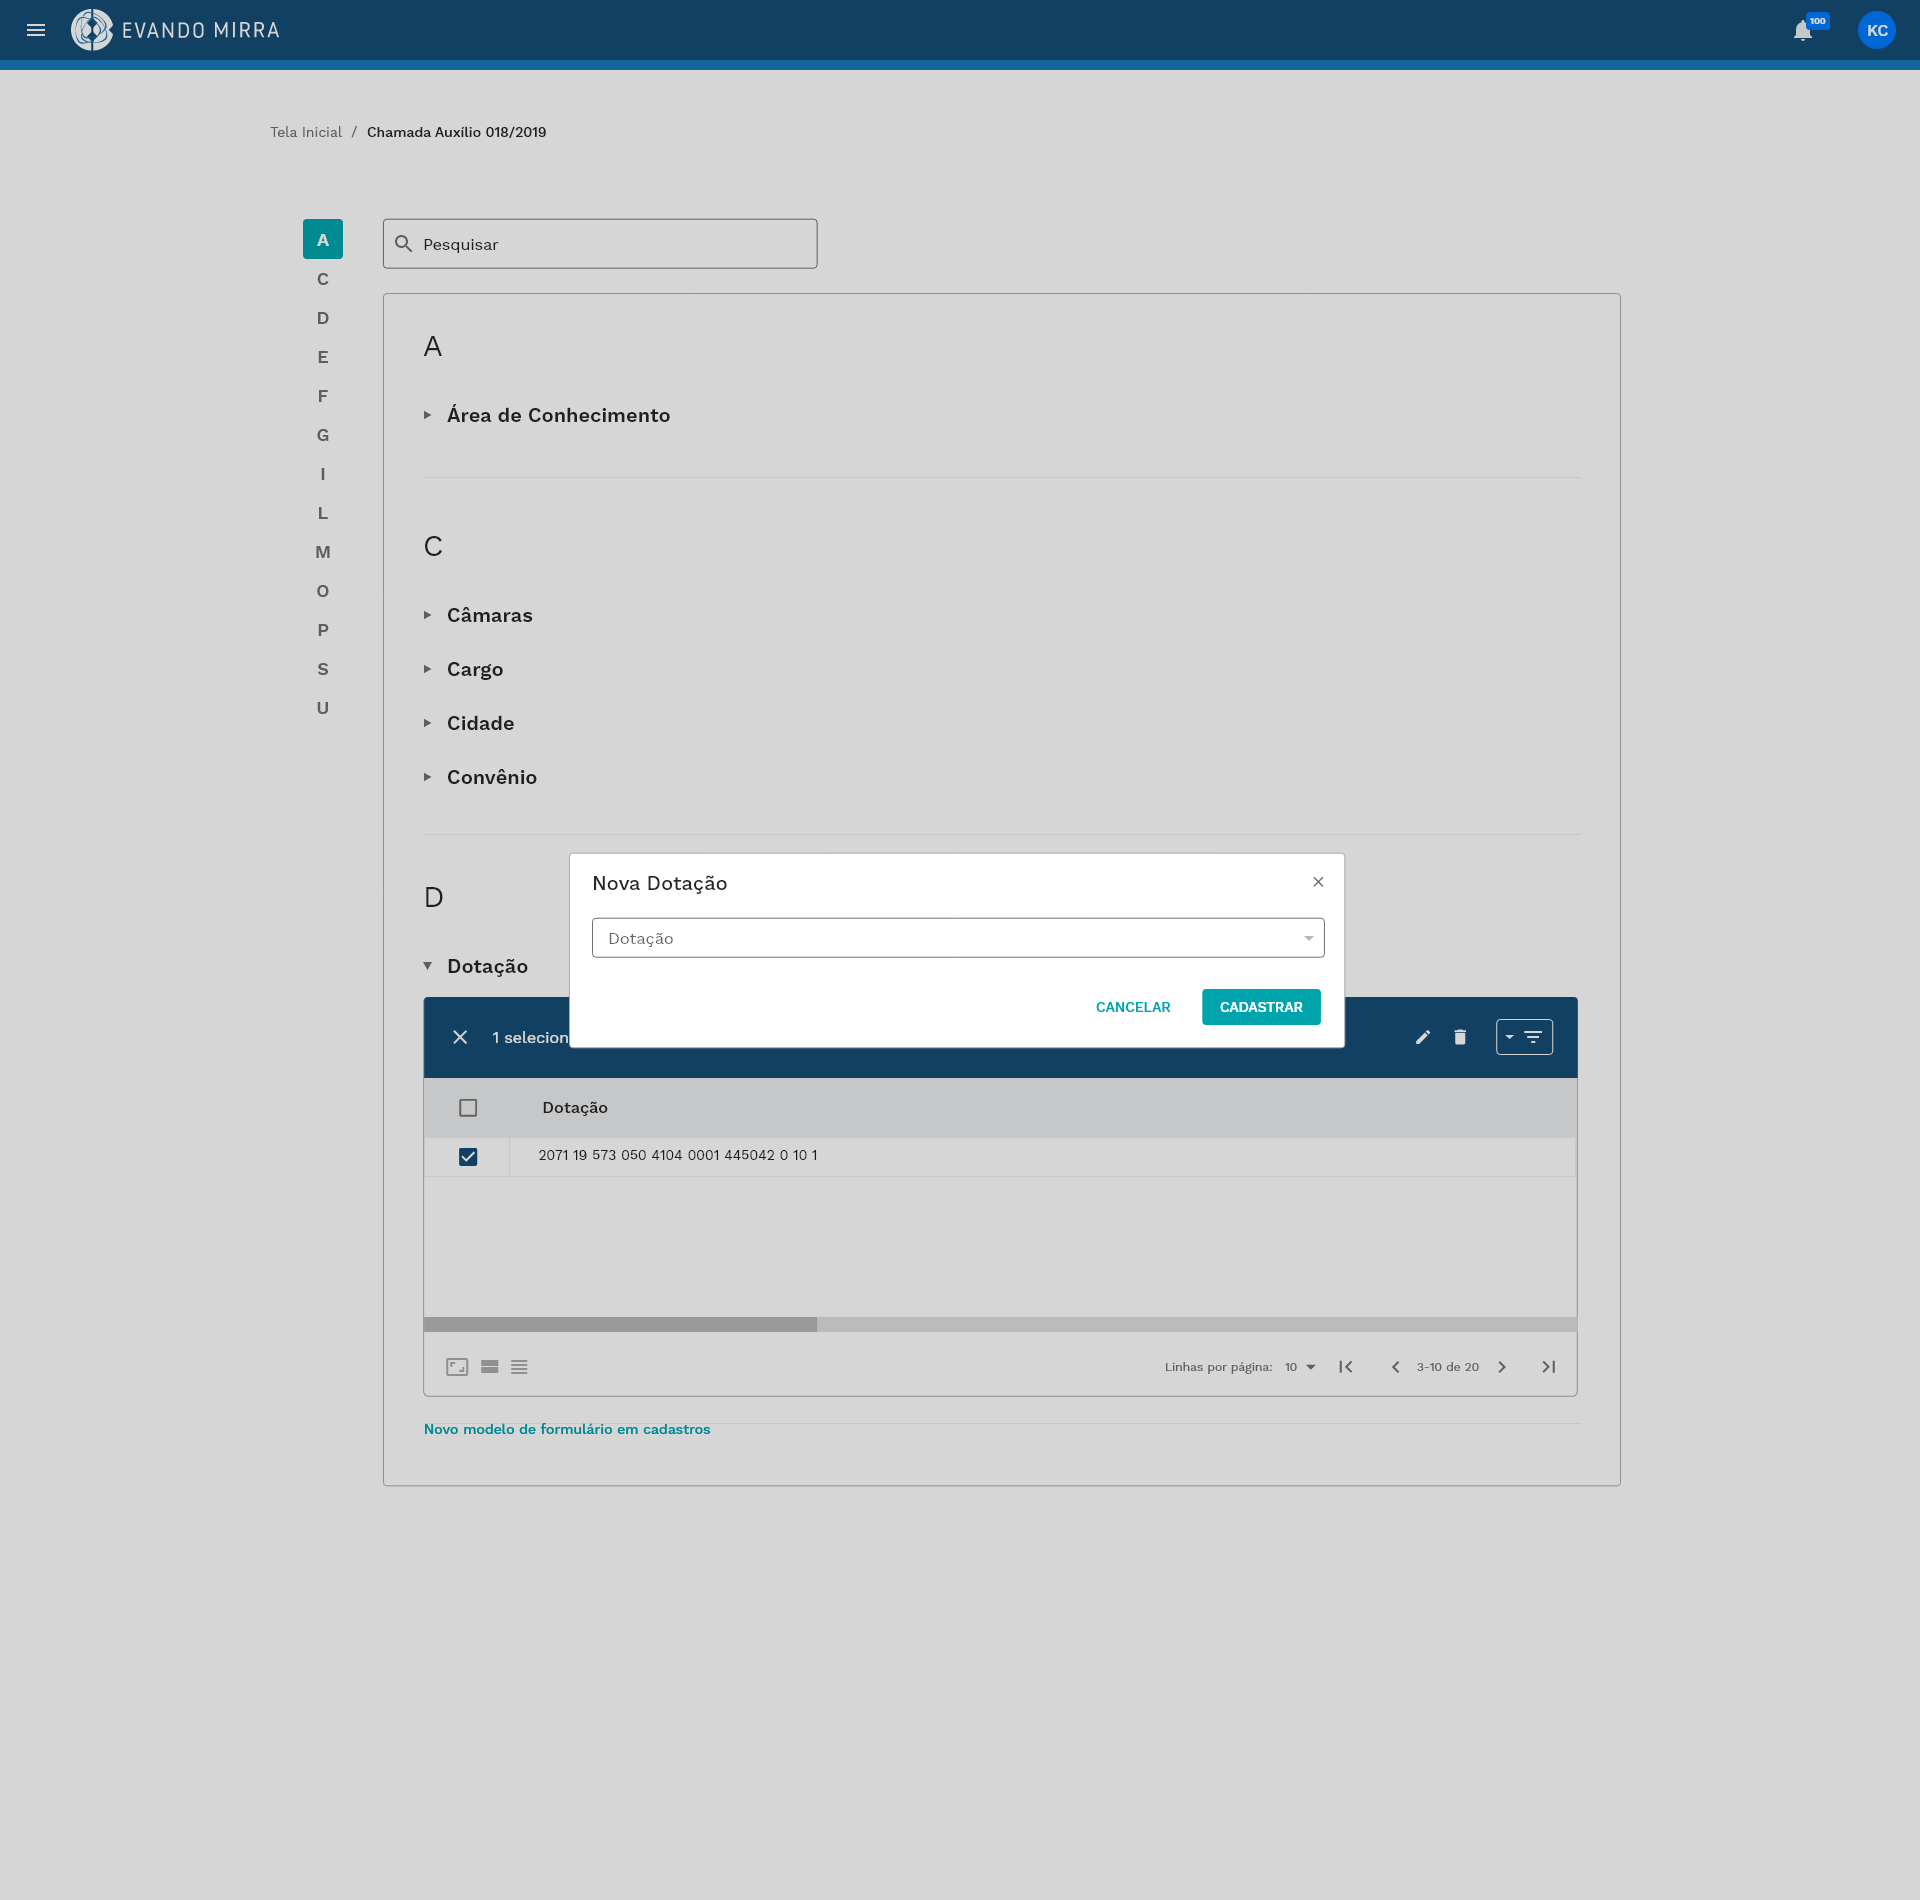 EVANDO MIRRA
100
KC
Tela Inicial / Chamada Auxílio 018/2019
A
C
D
E
F
G
I
L
M
O
P
S
U
Pesquisar
A
Área de Conhecimento
C
Câmaras
Cargo
Cidade
Convênio
D
Dotação
Nova Dotação
Dotação
CANCELAR
CADASTRAR
1 selecion
Dotação
2071 19 573 050 4104 0001 445042 0 10 1
Linhas por página: 10
3-10 de 20
Novo modelo de formulário em cadastros